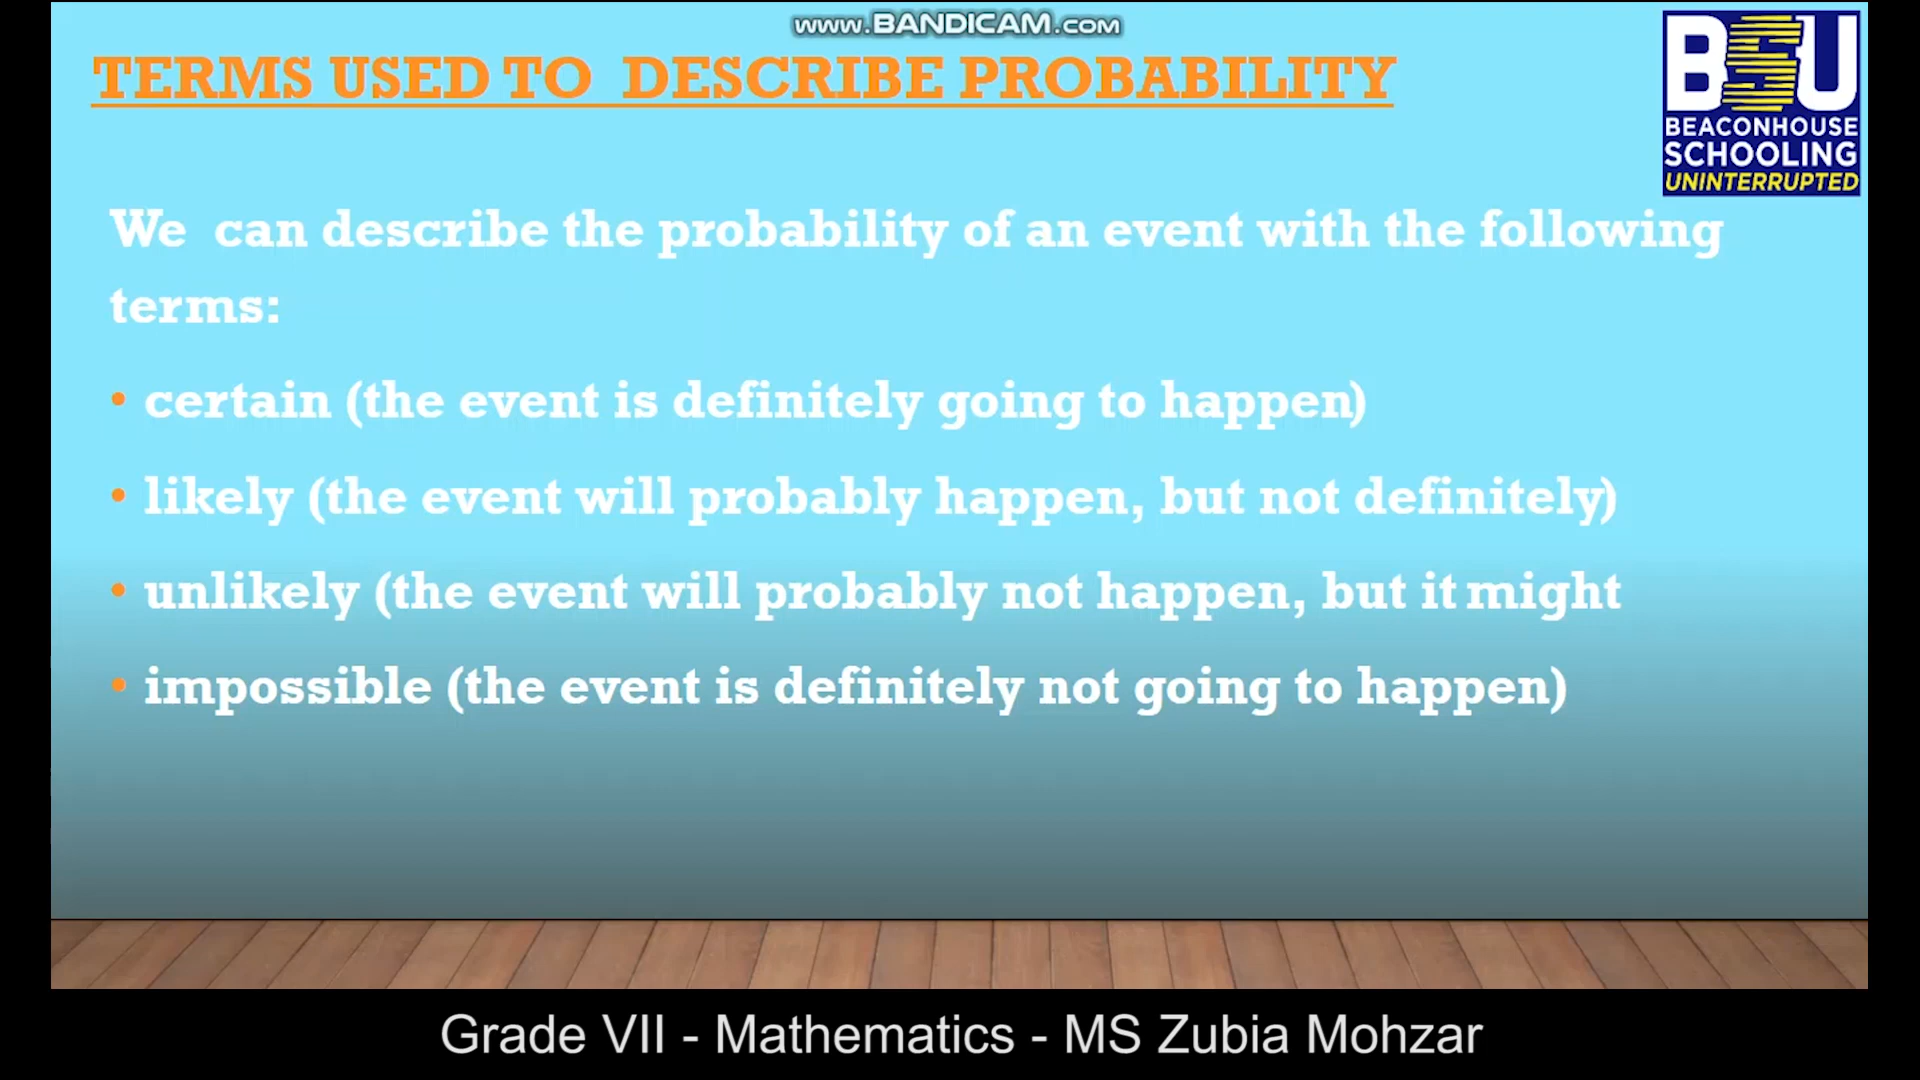 www.BANDICAM.com
TERMS USED TO DESCRIBE PROBABILITY
BSU
BEACONHOUSE
SCHOOLING
UNINTERRUPTED
We can describe the probability of an event with the following
terms:
• certain (the event is definitely going to happen)
• likely (the event will probably happen, but not definitely)
• unlikely (the event will probably not happen, but it might
• impossible (the event is definitely not going to happen)
Grade VII - Mathematics - MS Zubia Mohzar